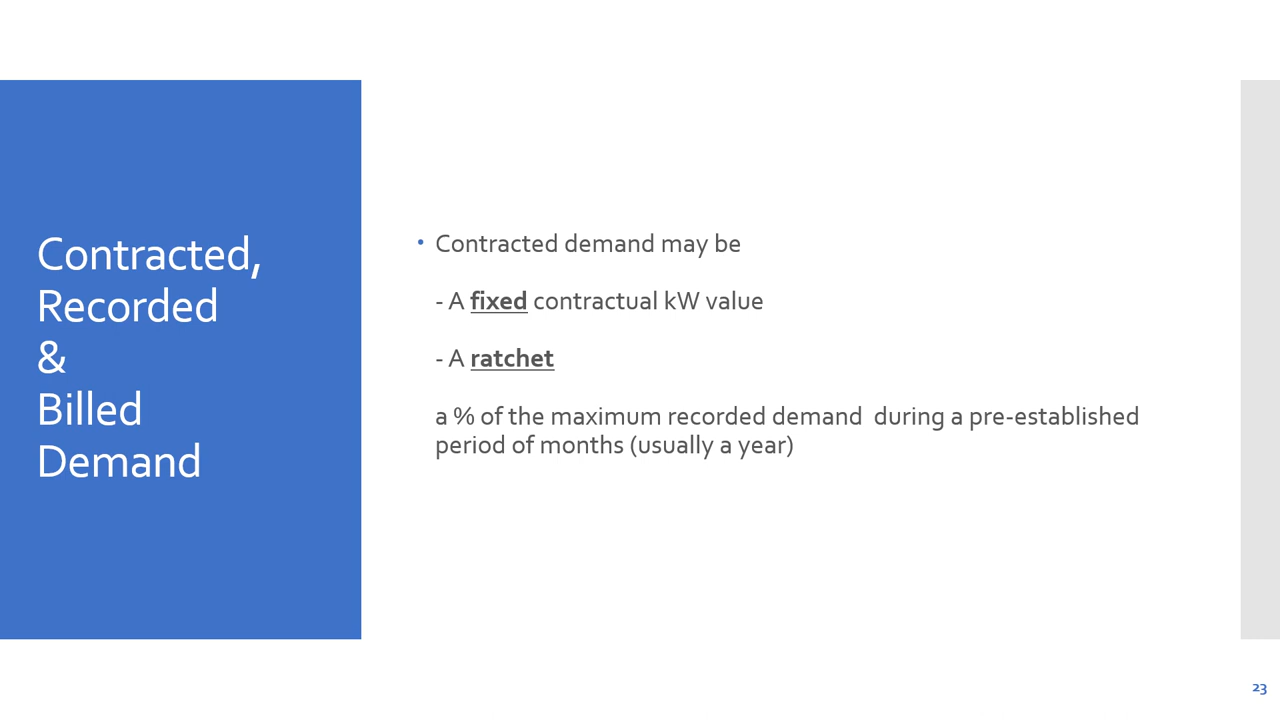 Contracted,
Recorded
&
Billed
Demand
• Contracted demand may be
- A fixed contractual kW value
- A ratchet
a % of the maximum recorded demand  during a pre-established
period of months (usually a year)
23